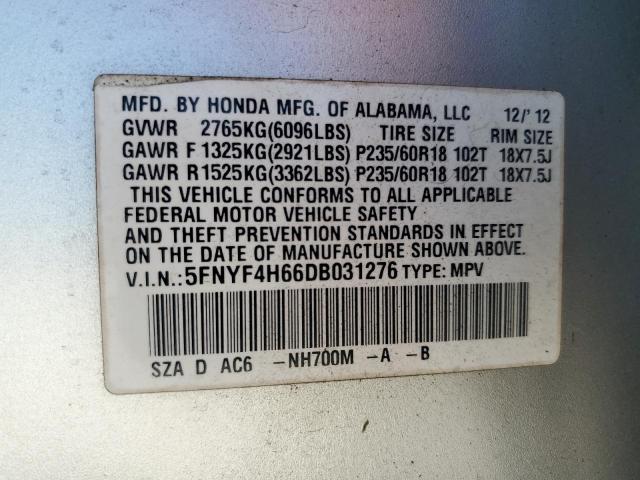 MFD. BY HONDA MFG. OF ALABAMA, LLC 12/'12
GVWR 2765KG(6096LBS) TIRE SIZE RIM SIZE
GAWR F 1325KG(2921LBS) P235/60R18 102T 18X7.5J
GAWR R 1525KG(3362LBS) P235/60R18 102T 18X7.5J
THIS VEHICLE CONFORMS TO ALL APPLICABLE
FEDERAL MOTOR VEHICLE SAFETY
AND THEFT PREVENTION STANDARDS IN EFFECT
ON THE DATE OF MANUFACTURE SHOWN ABOVE.
V.I.N.: 5FNYF4H66DB031276 TYPE: MPV
SZA D AC6 -NH700M -A -B